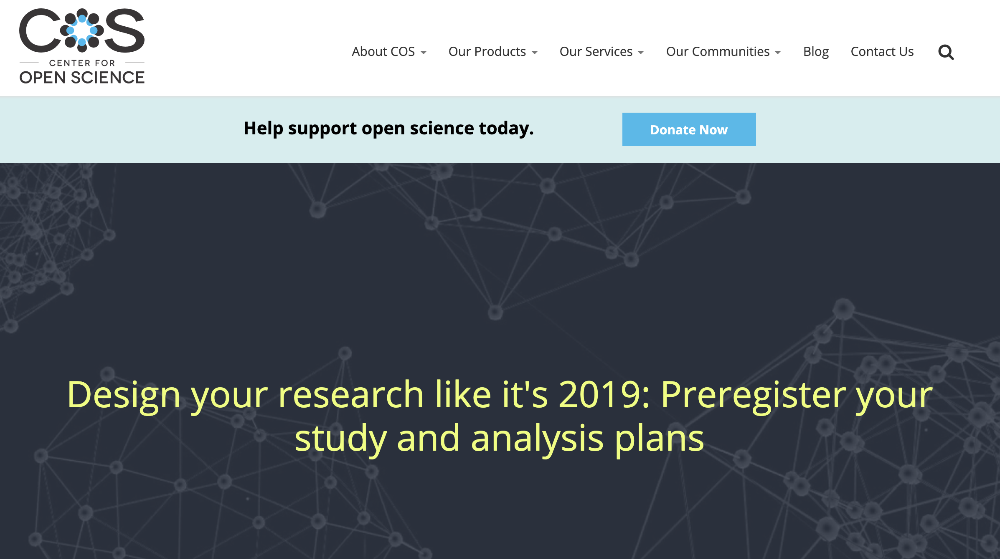 COS
CENTER FOR
OPEN SCIENCE
About COS
Our Products
Our Services
Our Communities
Blog
Contact Us
Help support open science today.
Donate Now
Design your research like it's 2019: Preregister your
study and analysis plans